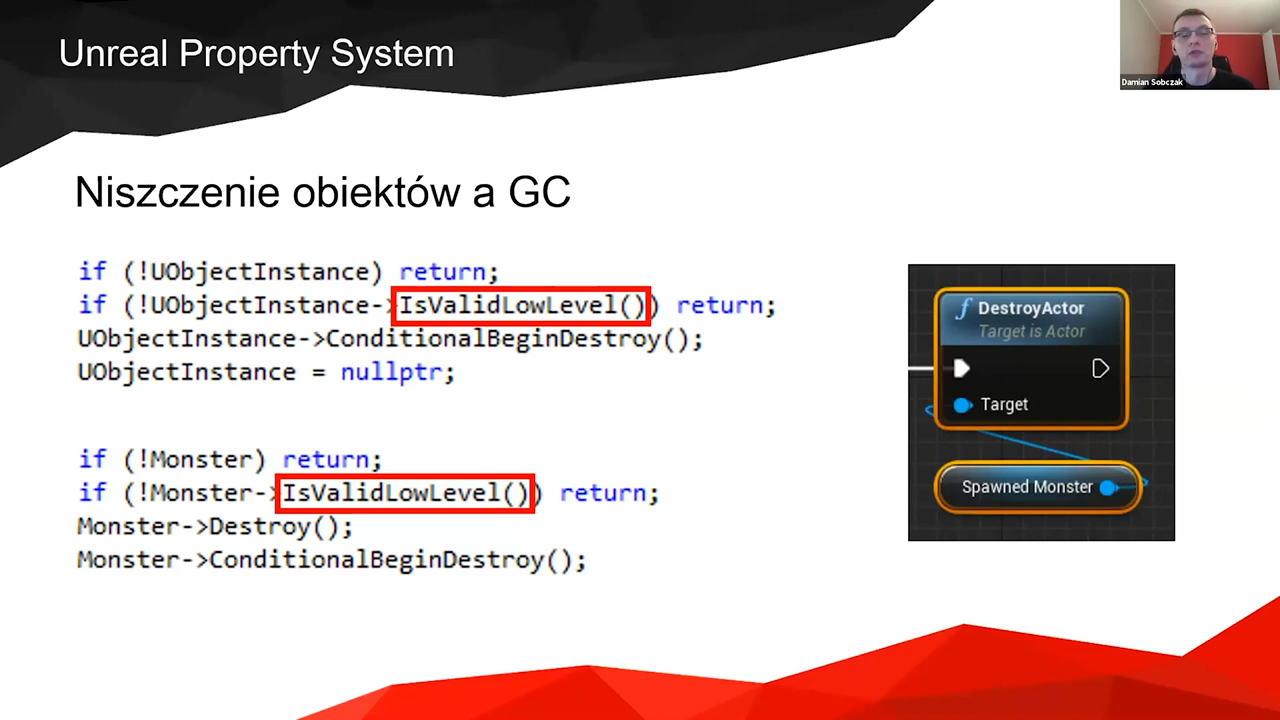 Unreal Property System
Damian Sobczak
Niszczenie obiektów a GC
if (!UObjectInstance) return;
if (!UObjectInstance->IsValidLowLevel()) return;
UObjectInstance->ConditionalBeginDestroy();
UObjectInstance = nullptr;
if (!Monster) return;
if (!Monster->IsValidLowLevel()) return;
Monster->Destroy();
Monster->ConditionalBeginDestroy();
f DestroyActor
Target is Actor
Target
Spawned Monster